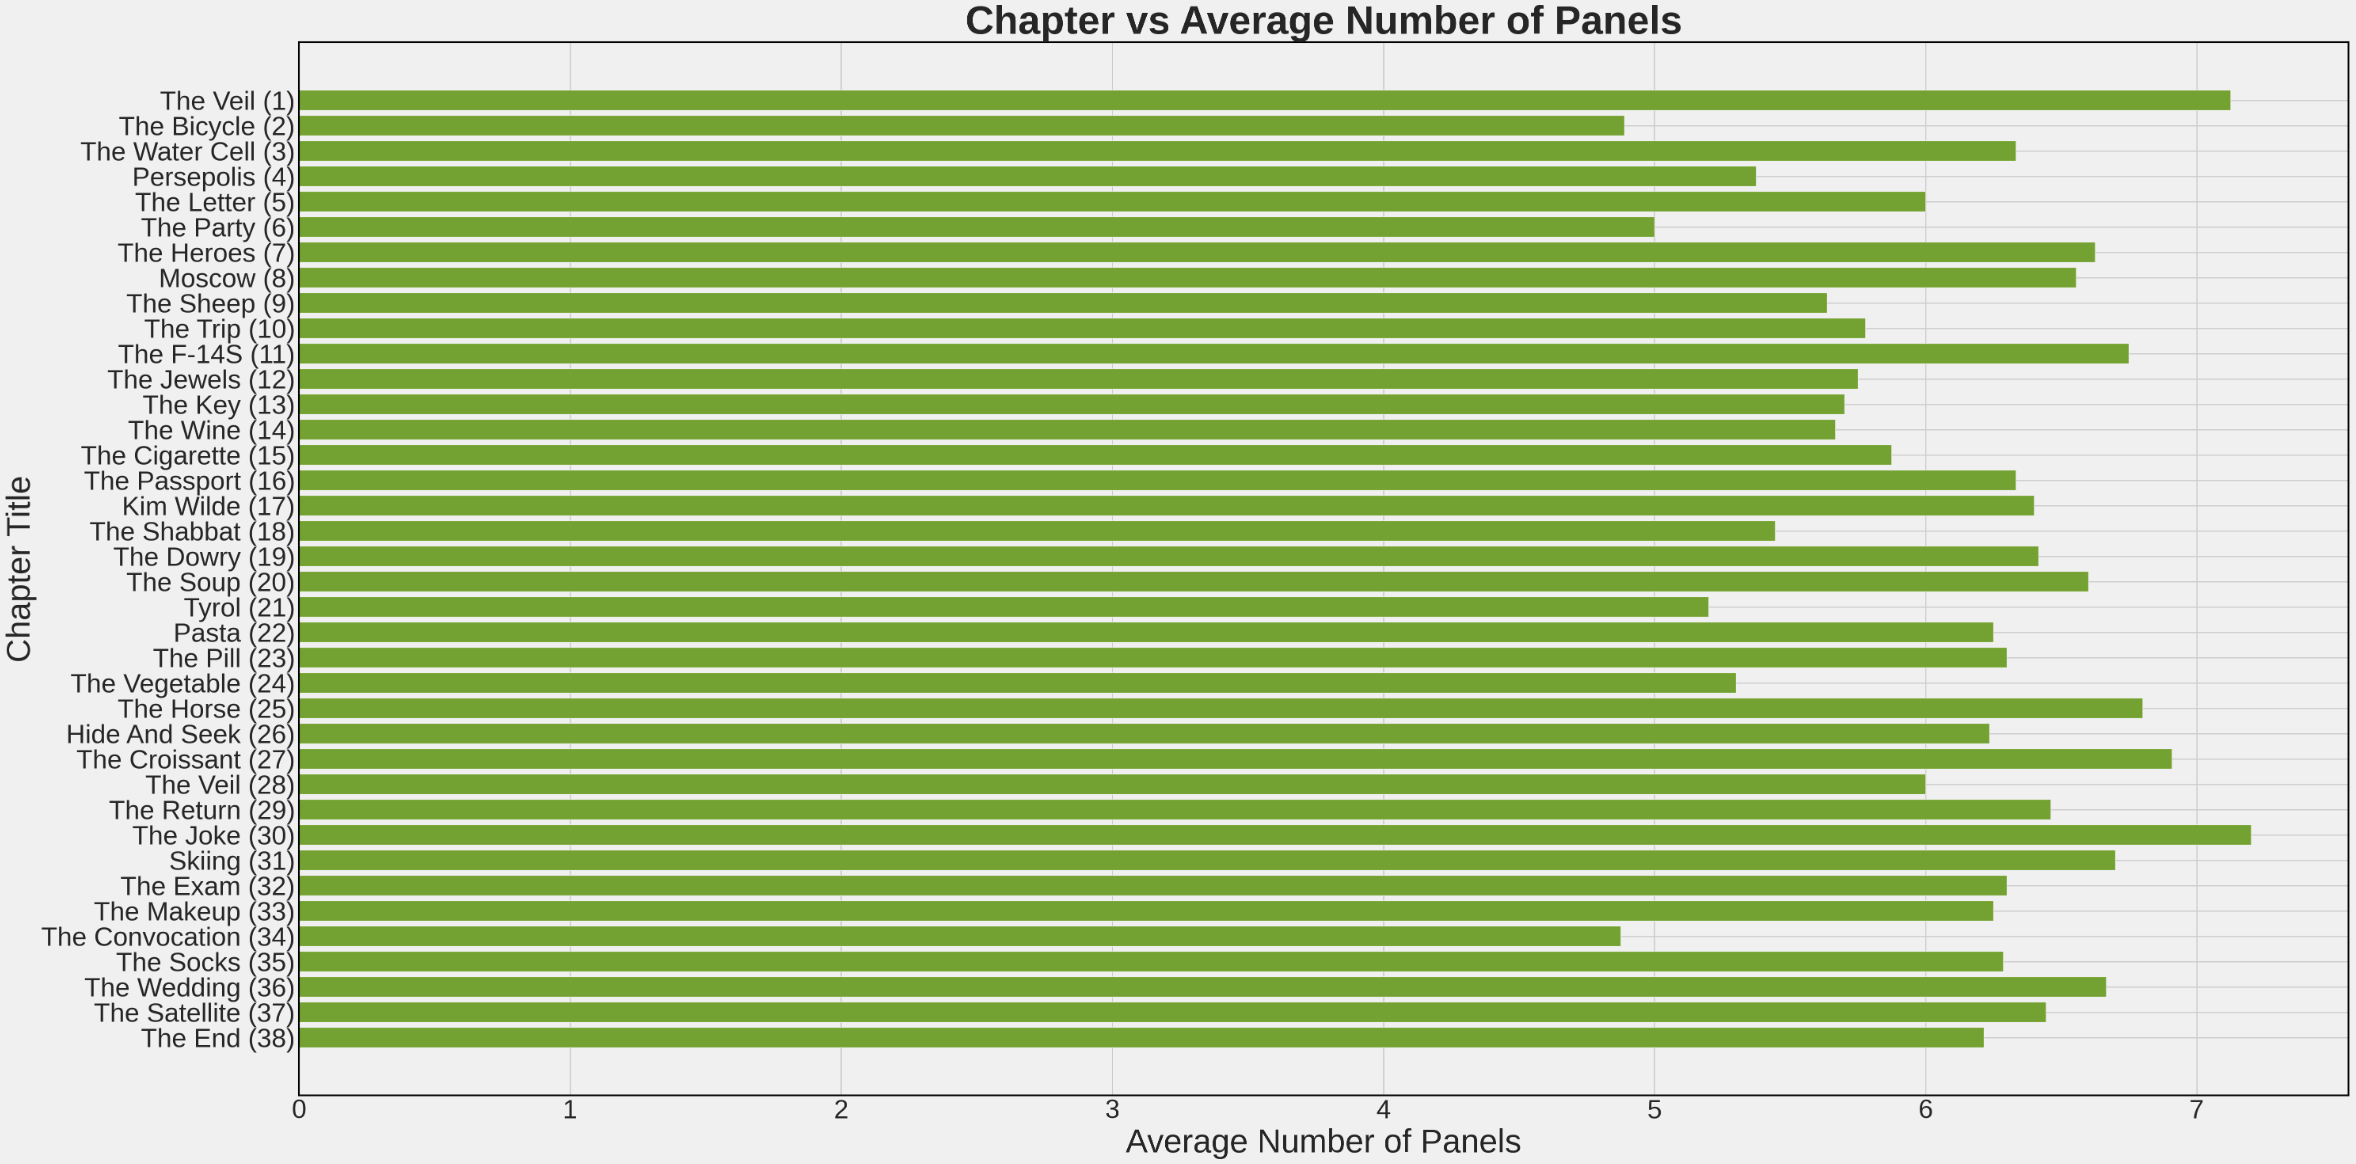 Chapter vs Average Number of Panels
Chapter Title
The Veil (1)
The Bicycle (2)
The Water Cell (3)
Persepolis (4)
The Letter (5)
The Party (6)
The Heroes (7)
Moscow (8)
The Sheep (9)
The Trip (10)
The F-14S (11)
The Jewels (12)
The Key (13)
The Wine (14)
The Cigarette (15)
The Passport (16)
Kim Wilde (17)
The Shabbat (18)
The Dowry (19)
The Soup (20)
Tyrol (21)
Pasta (22)
The Pill (23)
The Vegetable (24)
The Horse (25)
Hide And Seek (26)
The Croissant (27)
The Veil (28)
The Return (29)
The Joke (30)
Skiing (31)
The Exam (32)
The Makeup (33)
The Convocation (34)
The Socks (35)
The Wedding (36)
The Satellite (37)
The End (38)
0 1 2 3 4 5 6 7
Average Number of Panels